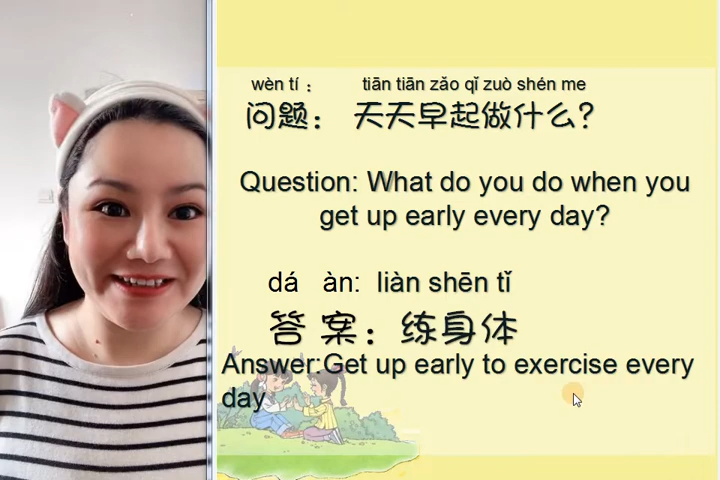 wèn tí : tiān tiān zǎo qǐ zuò shén me
问题： 天天早起做什么?
Question: What do you do when you
get up early every day?
dá àn: liàn shēn tǐ
答 案：练身体
Answer:Get up early to exercise every
day